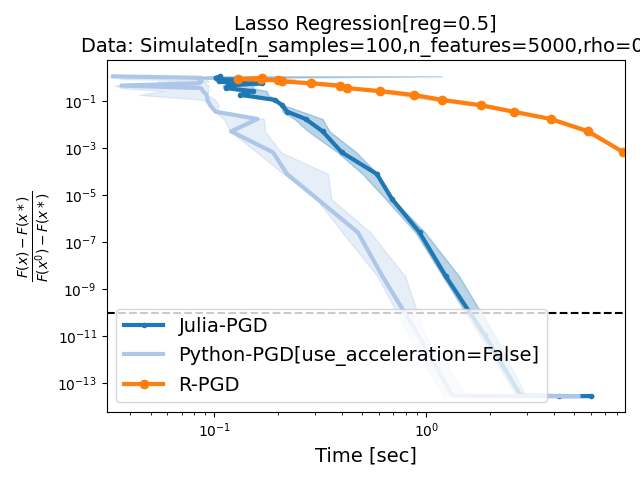 Lasso Regression[reg=0.5]
Data: Simulated[n_samples=100,n_features=5000,rho=0
F(x) − F(x*)
F(x⁰) − F(x*)
10⁻¹
10⁻³
10⁻⁵
10⁻⁷
10⁻⁹
10⁻¹¹
10⁻¹³
Julia-PGD
Python-PGD[use_acceleration=False]
R-PGD
10⁻¹ 10⁰
Time [sec]